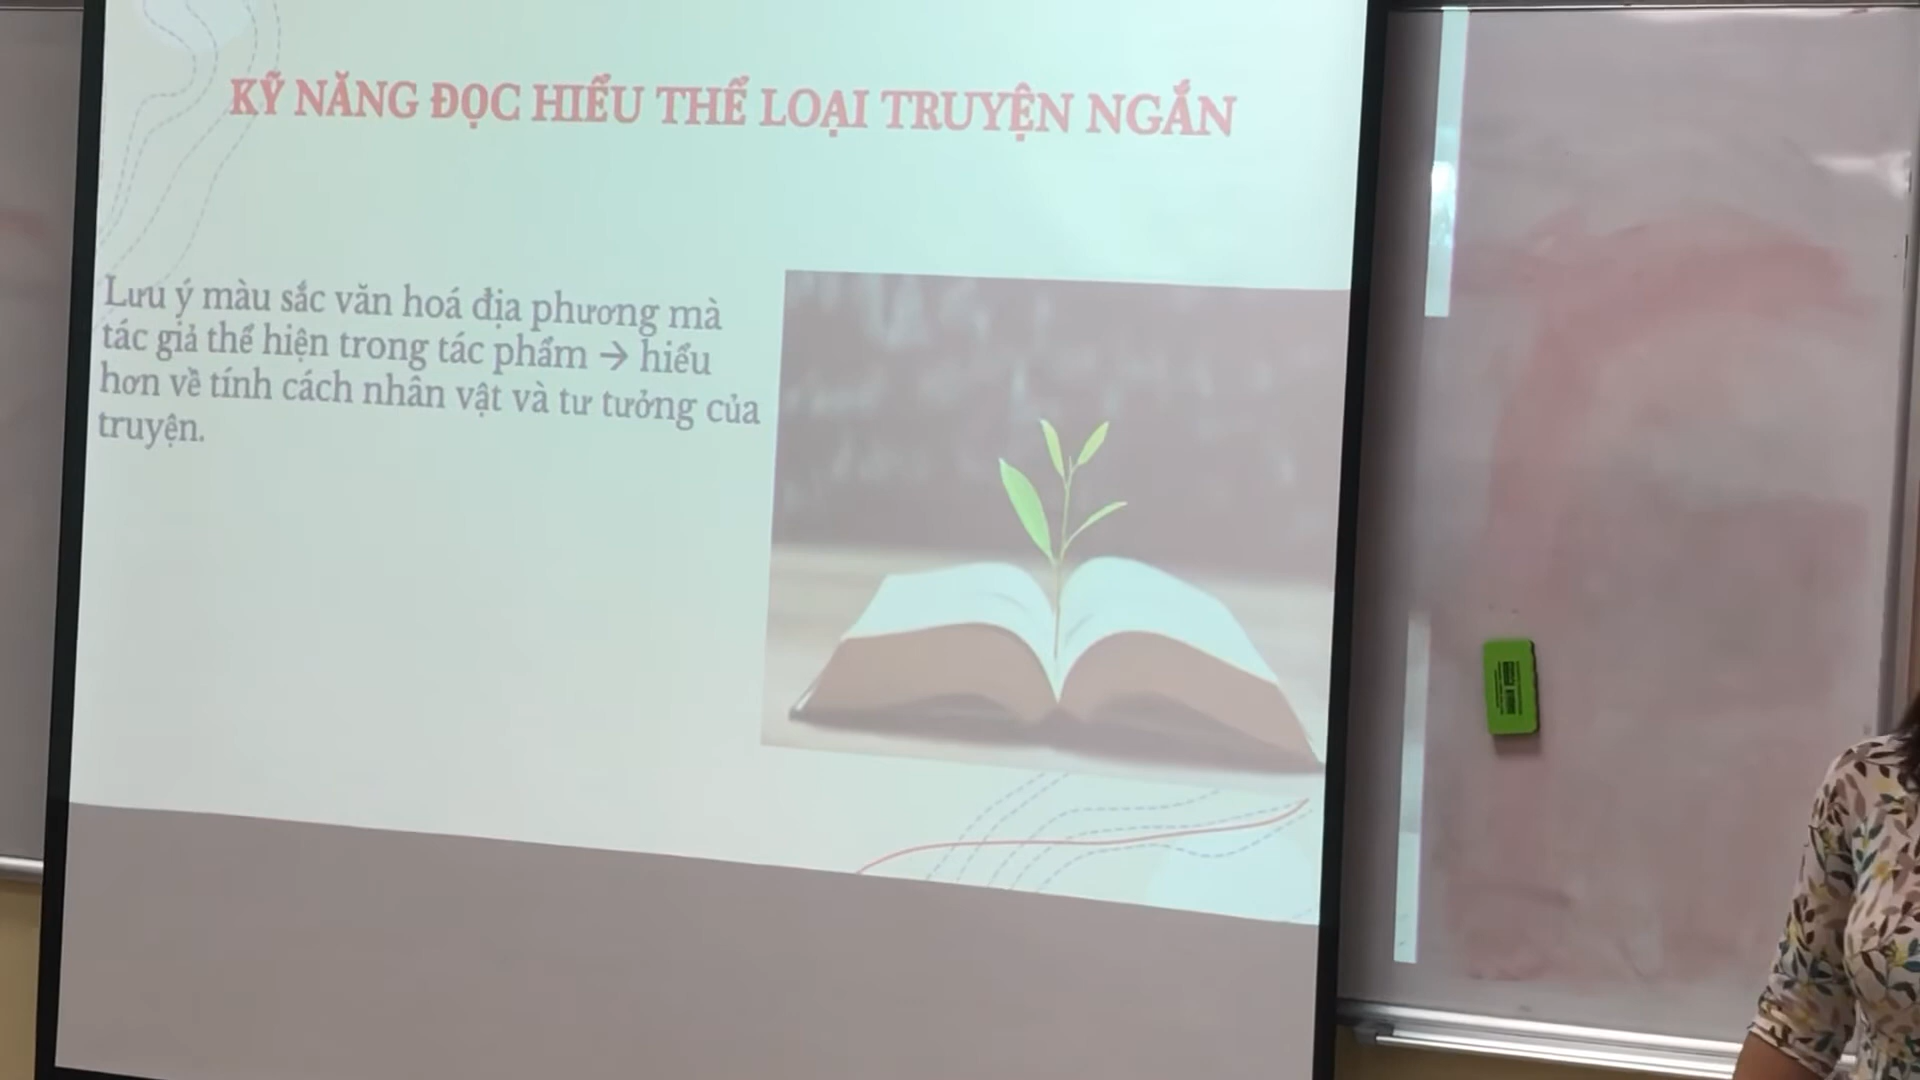 KỸ NĂNG ĐỌC HIỂU THỂ LOẠI TRUYỆN NGẮN
Lưu ý màu sắc văn hoá địa phương mà
tác giả thể hiện trong tác phẩm → hiểu
hơn về tính cách nhân vật và tư tưởng của
truyện.